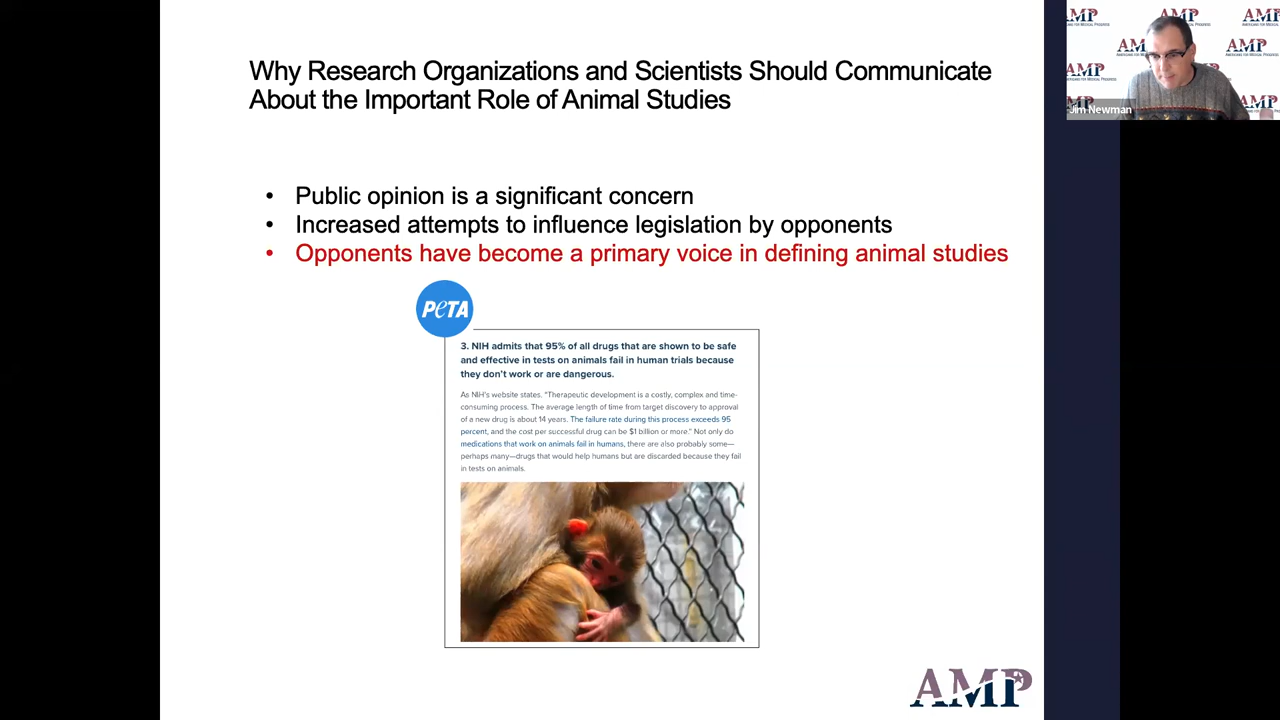 Why Research Organizations and Scientists Should Communicate
About the Important Role of Animal Studies
• Public opinion is a significant concern
• Increased attempts to influence legislation by opponents
• Opponents have become a primary voice in defining animal studies
PeTA
3. NIH admits that 95% of all drugs that are shown to be safe
and effective in tests on animals fail in human trials because
they don't work or are dangerous.
As NIH's website states, "Therapeutic development is a costly, complex and time-
consuming process. The average length of time from target discovery to approval
of a new drug is about 14 years. The failure rate during this process exceeds 95
percent, and the cost per successful drug can be $1 billion or more." Not only do
medications that work on animals fail in humans, there are also probably some—
perhaps many—drugs that would help humans but are discarded because they fail
in tests on animals.
AMP
AMP
AMERICANS FOR MEDICAL PROGRESS
Jim Newman